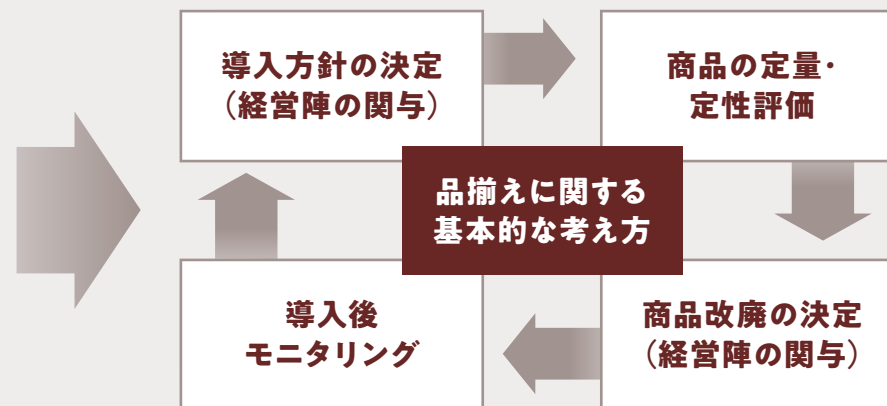 導入方針の決定
（経営陣の関与）
商品の定量・
定性評価
品揃えに関する
基本的な考え方
導入後
モニタリング
商品改廃の決定
（経営陣の関与）